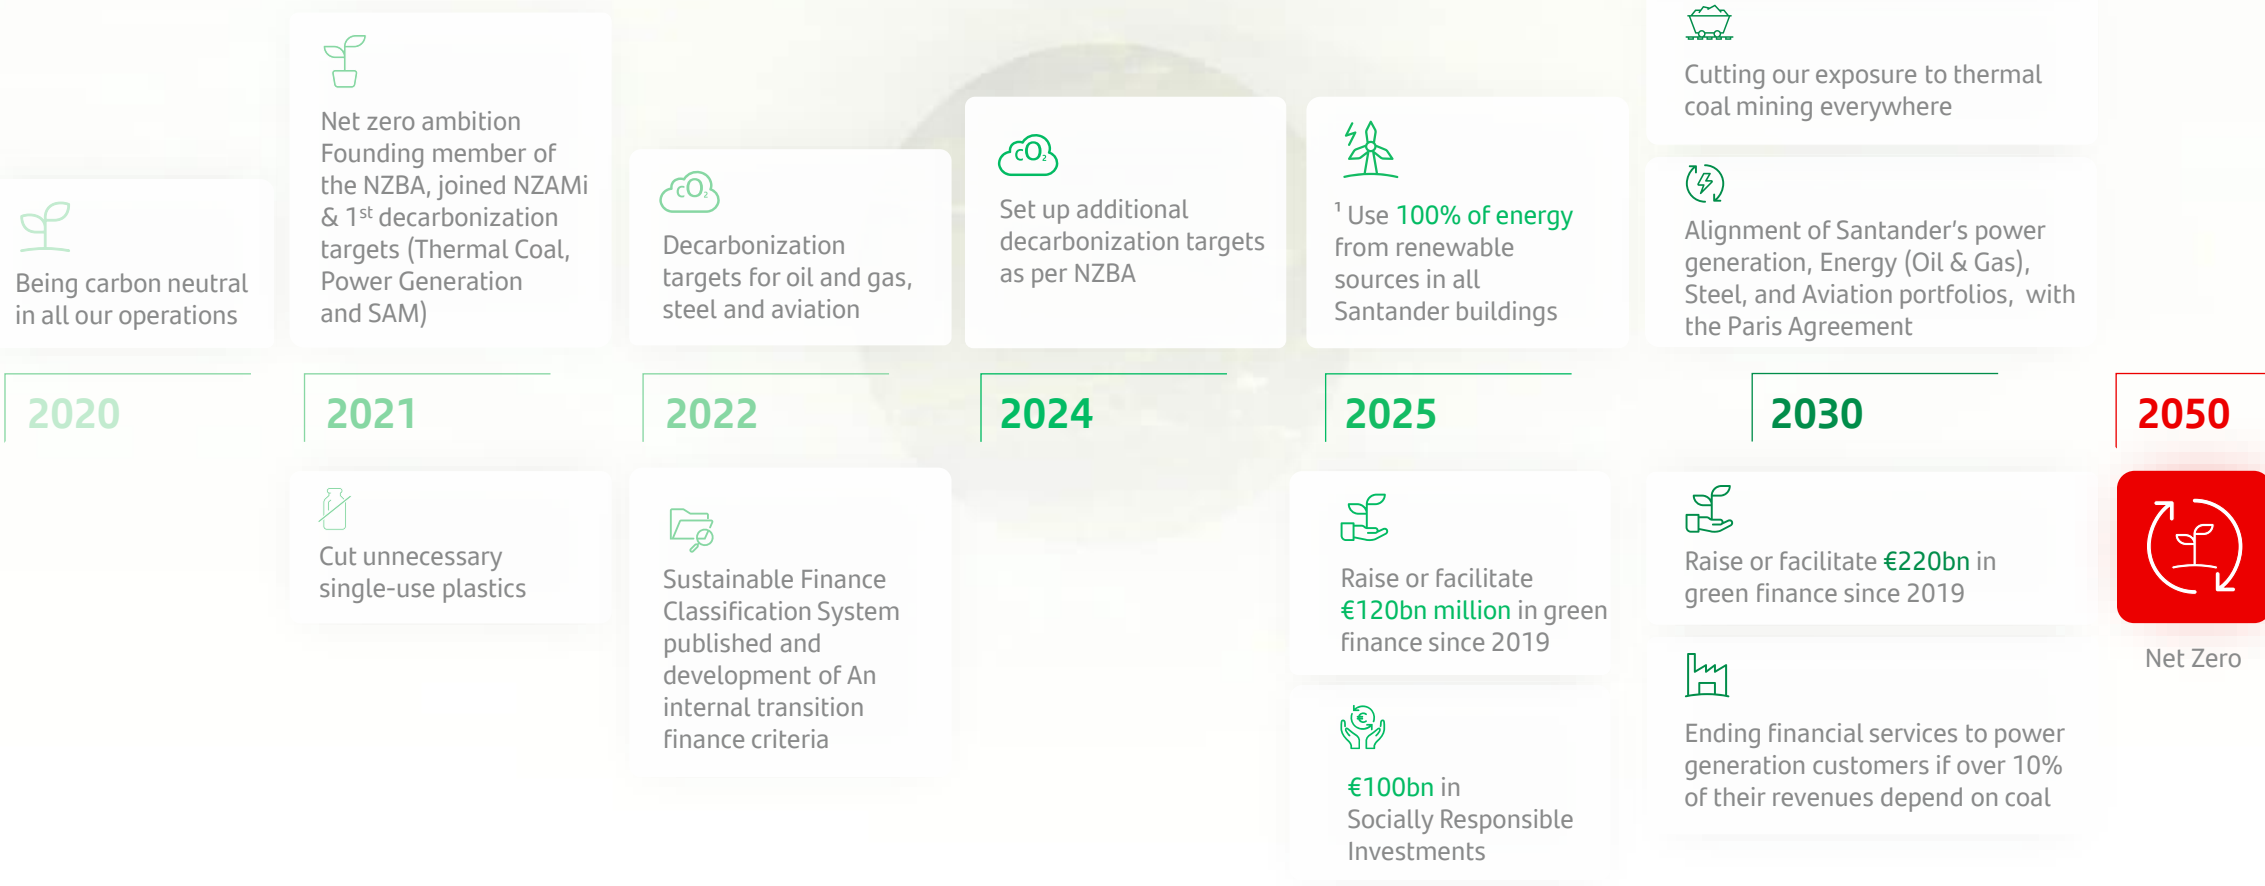 Being carbon neutral
in all our operations
2020
Net zero ambition
Founding member of
the NZBA, joined NZAMi
& 1st decarbonization
targets (Thermal Coal,
Power Generation
and SAM)
2021
Cut unnecessary
single-use plastics
CO2
Decarbonization
targets for oil and gas,
steel and aviation
2022
Sustainable Finance
Classification System
published and
development of An
internal transition
finance criteria
CO2
Set up additional
decarbonization targets
as per NZBA
2024
1 Use 100% of energy
from renewable
sources in all
Santander buildings
2025
Raise or facilitate
€120bn million in green
finance since 2019
€
€100bn in
Socially Responsible
Investments
Cutting our exposure to thermal
coal mining everywhere
Alignment of Santander’s power
generation, Energy (Oil & Gas),
Steel, and Aviation portfolios, with
the Paris Agreement
2030
Raise or facilitate €220bn in
green finance since 2019
Ending financial services to power
generation customers if over 10%
of their revenues depend on coal
2050
Net Zero